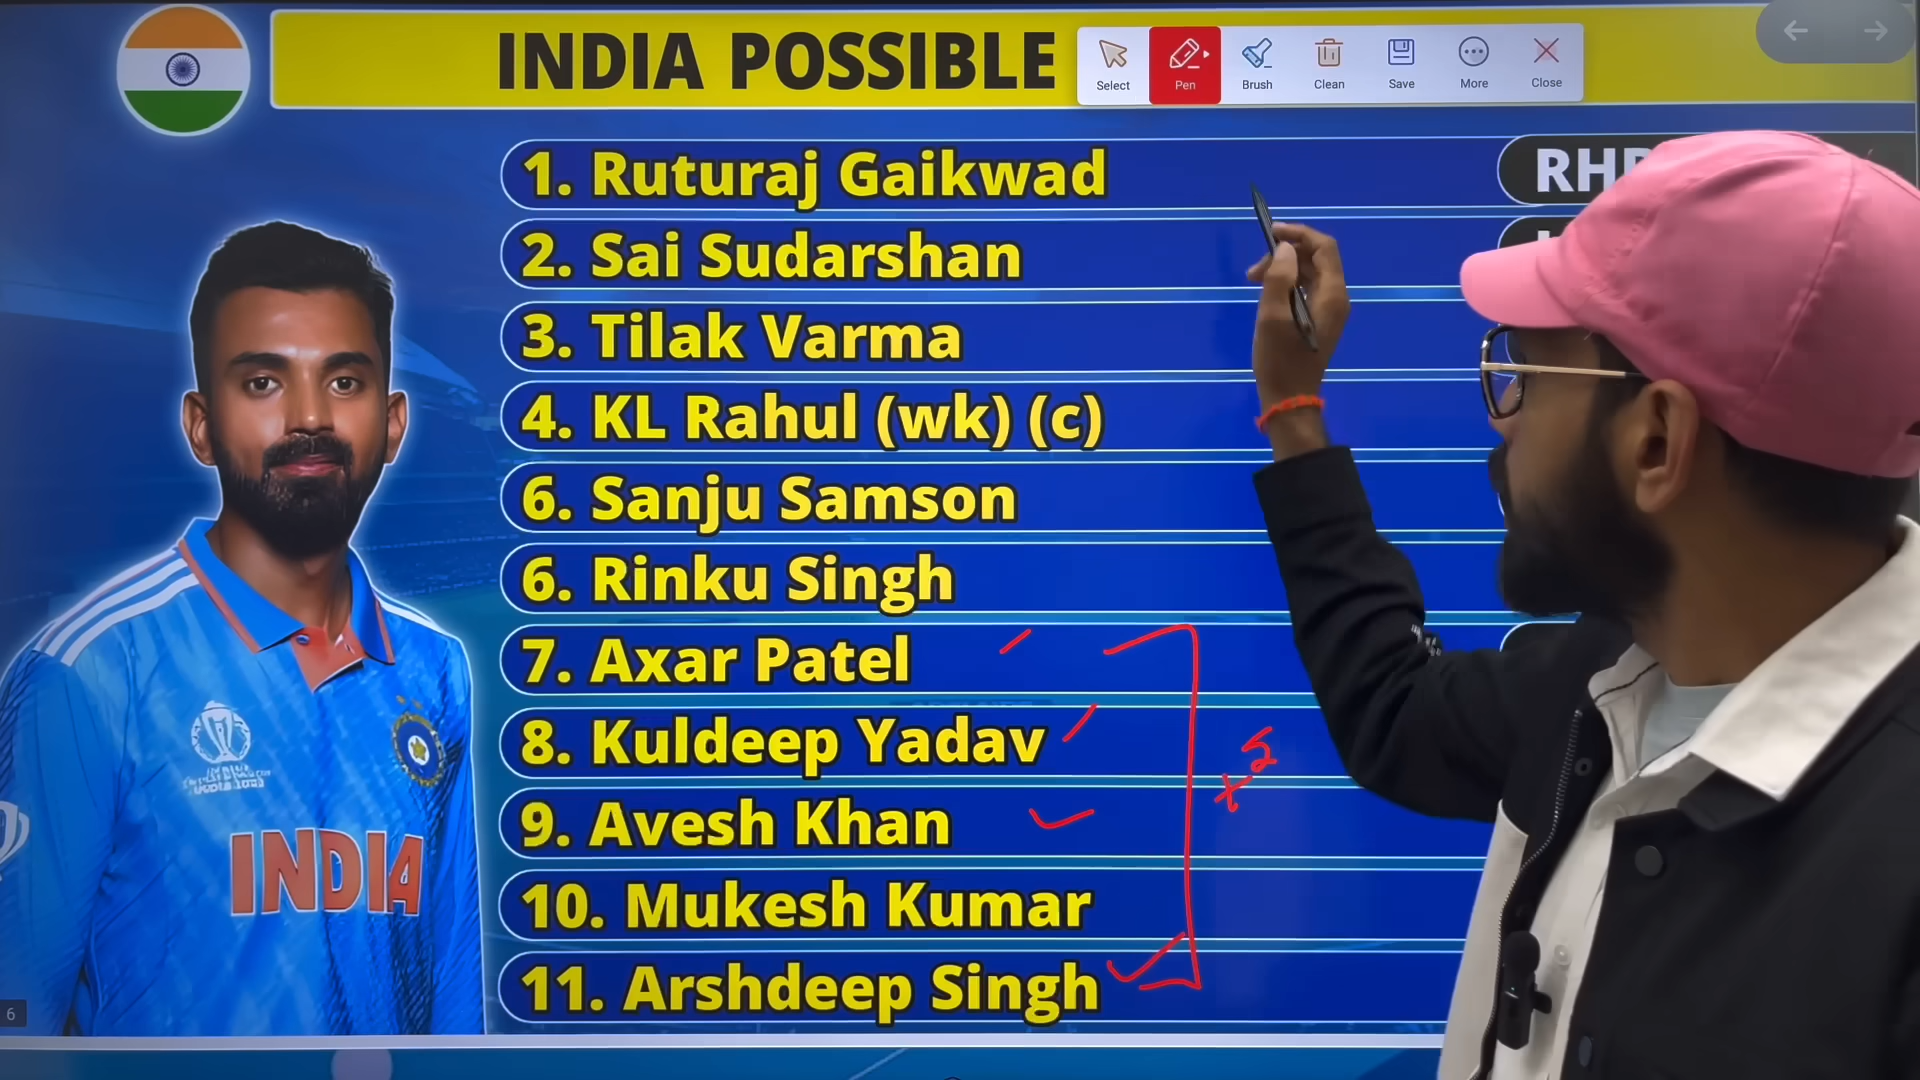 INDIA POSSIBLE
Select Pen Brush Clean Save More Close
1. Ruturaj Gaikwad
2. Sai Sudarshan
3. Tilak Varma
4. KL Rahul (wk) (c)
6. Sanju Samson
6. Rinku Singh
7. Axar Patel
8. Kuldeep Yadav
9. Avesh Khan
10. Mukesh Kumar
11. Arshdeep Singh
INDIA
6